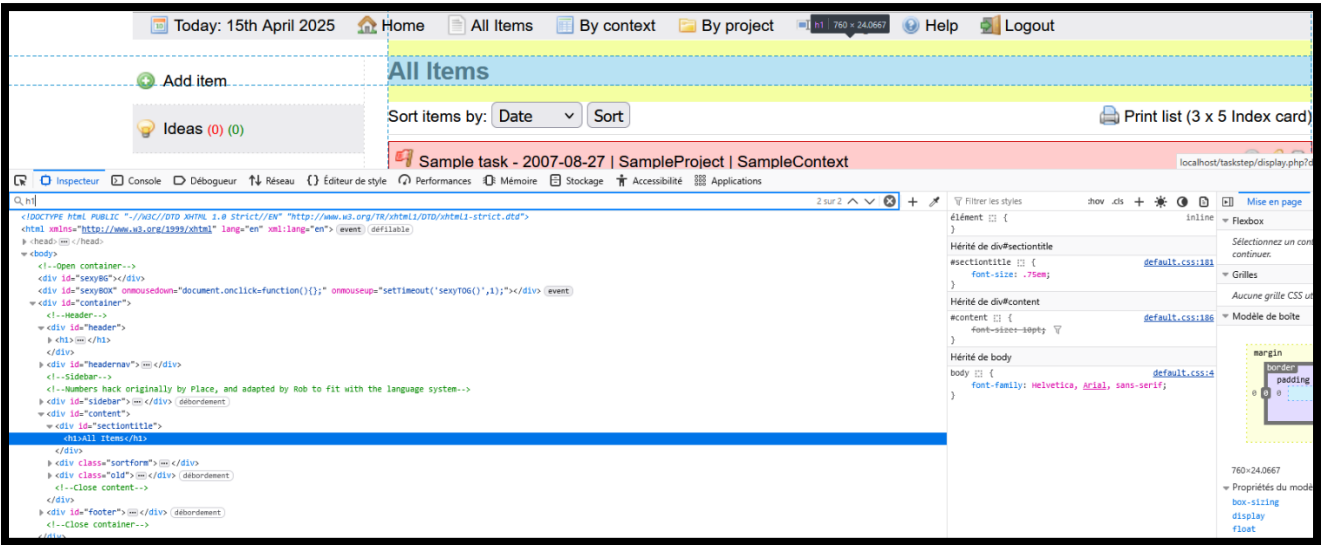 Today: 15th April 2025 Home All Items By context By project h1 760 × 24.0667 Help Logout
Add item
Ideas (0) (0)
All Items
Sort items by: Date Sort Print list (3 x 5 Index card)
Sample task - 2007-08-27 | SampleProject | SampleContext
localhost/taskstep/display.php?d
Inspecteur Console Débogueur Réseau Éditeur de style Performances Mémoire Stockage Accessibilité Applications
h1 2 sur 2
<!DOCTYPE html PUBLIC "-//W3C//DTD XHTML 1.0 Strict//EN" "http://www.w3.org/TR/xhtml1/DTD/xhtml1-strict.dtd">
<html xmlns="http://www.w3.org/1999/xhtml" lang="en" xml:lang="en"> event défilable
<head> </head>
<body>
<!--Open container-->
<div id="sexyBG"></div>
<div id="sexyBOX" onmousedown="document.onclick=function(){};" onmouseup="setTimeout('sexyTOG()',1);"></div> event
<div id="container">
<!--Header-->
<div id="header">
<h1> </h1>
</div>
<div id="headernav"> </div>
<!--Sidebar-->
<!--Numbers hack originally by Place, and adapted by Rob to fit with the language system-->
<div id="sidebar"> </div> débordement
<div id="content">
<div id="sectiontitle">
<h1>All Items</h1>
</div>
<div class="sortform"> </div>
<div class="old"> </div> débordement
<!--Close content-->
</div>
<div id="footer"> </div> débordement
<!--Close container-->
</div>
Filtrer les styles :hov .cls
élément { inline
}
Hérité de div#sectiontitle
#sectiontitle { default.css:181
font-size: .75em;
}
Hérité de div#content
#content { default.css:186
font-size: 10pt;
}
Hérité de body
body { default.css:4
font-family: Helvetica, Arial, sans-serif;
}
Mise en page
Flexbox
Sélectionnez un con
continuer.
Grilles
Aucune grille CSS ut
Modèle de boîte
margin
border
padding
0 0 0
760×24.0667
Propriétés du modè
box-sizing
display
float